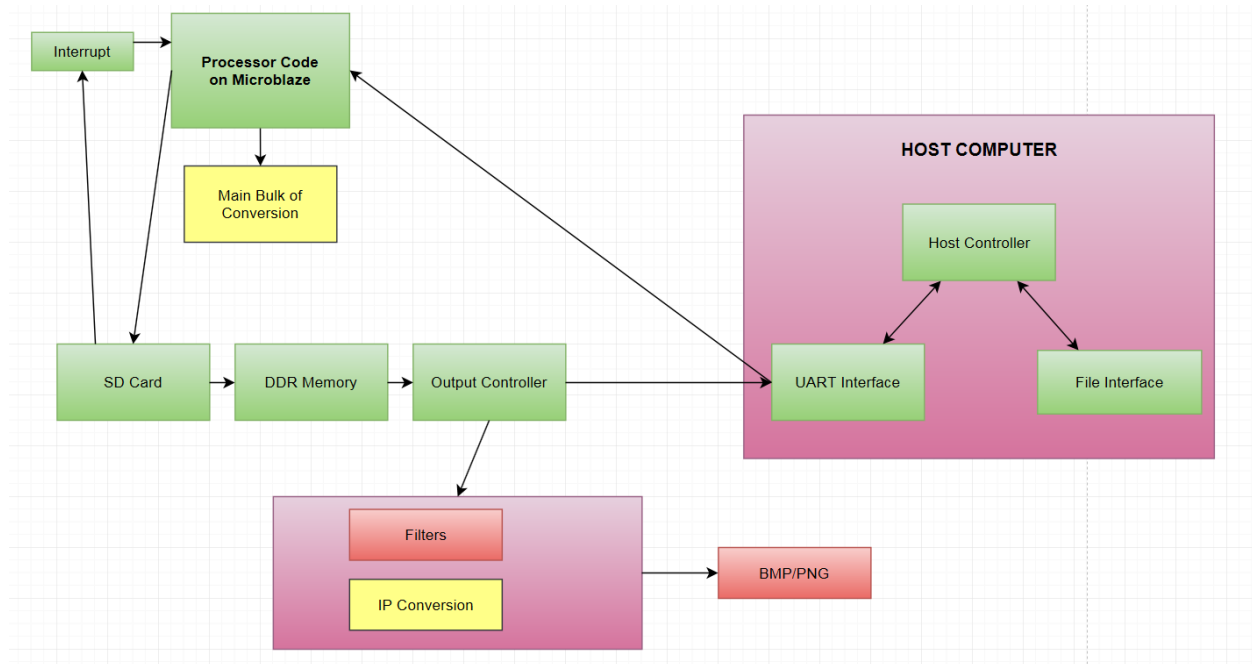 Interrupt
Processor Code
on Microblaze
Main Bulk of
Conversion
HOST COMPUTER
Host Controller
SD Card
DDR Memory
Output Controller
UART Interface
File Interface
Filters
IP Conversion
BMP/PNG